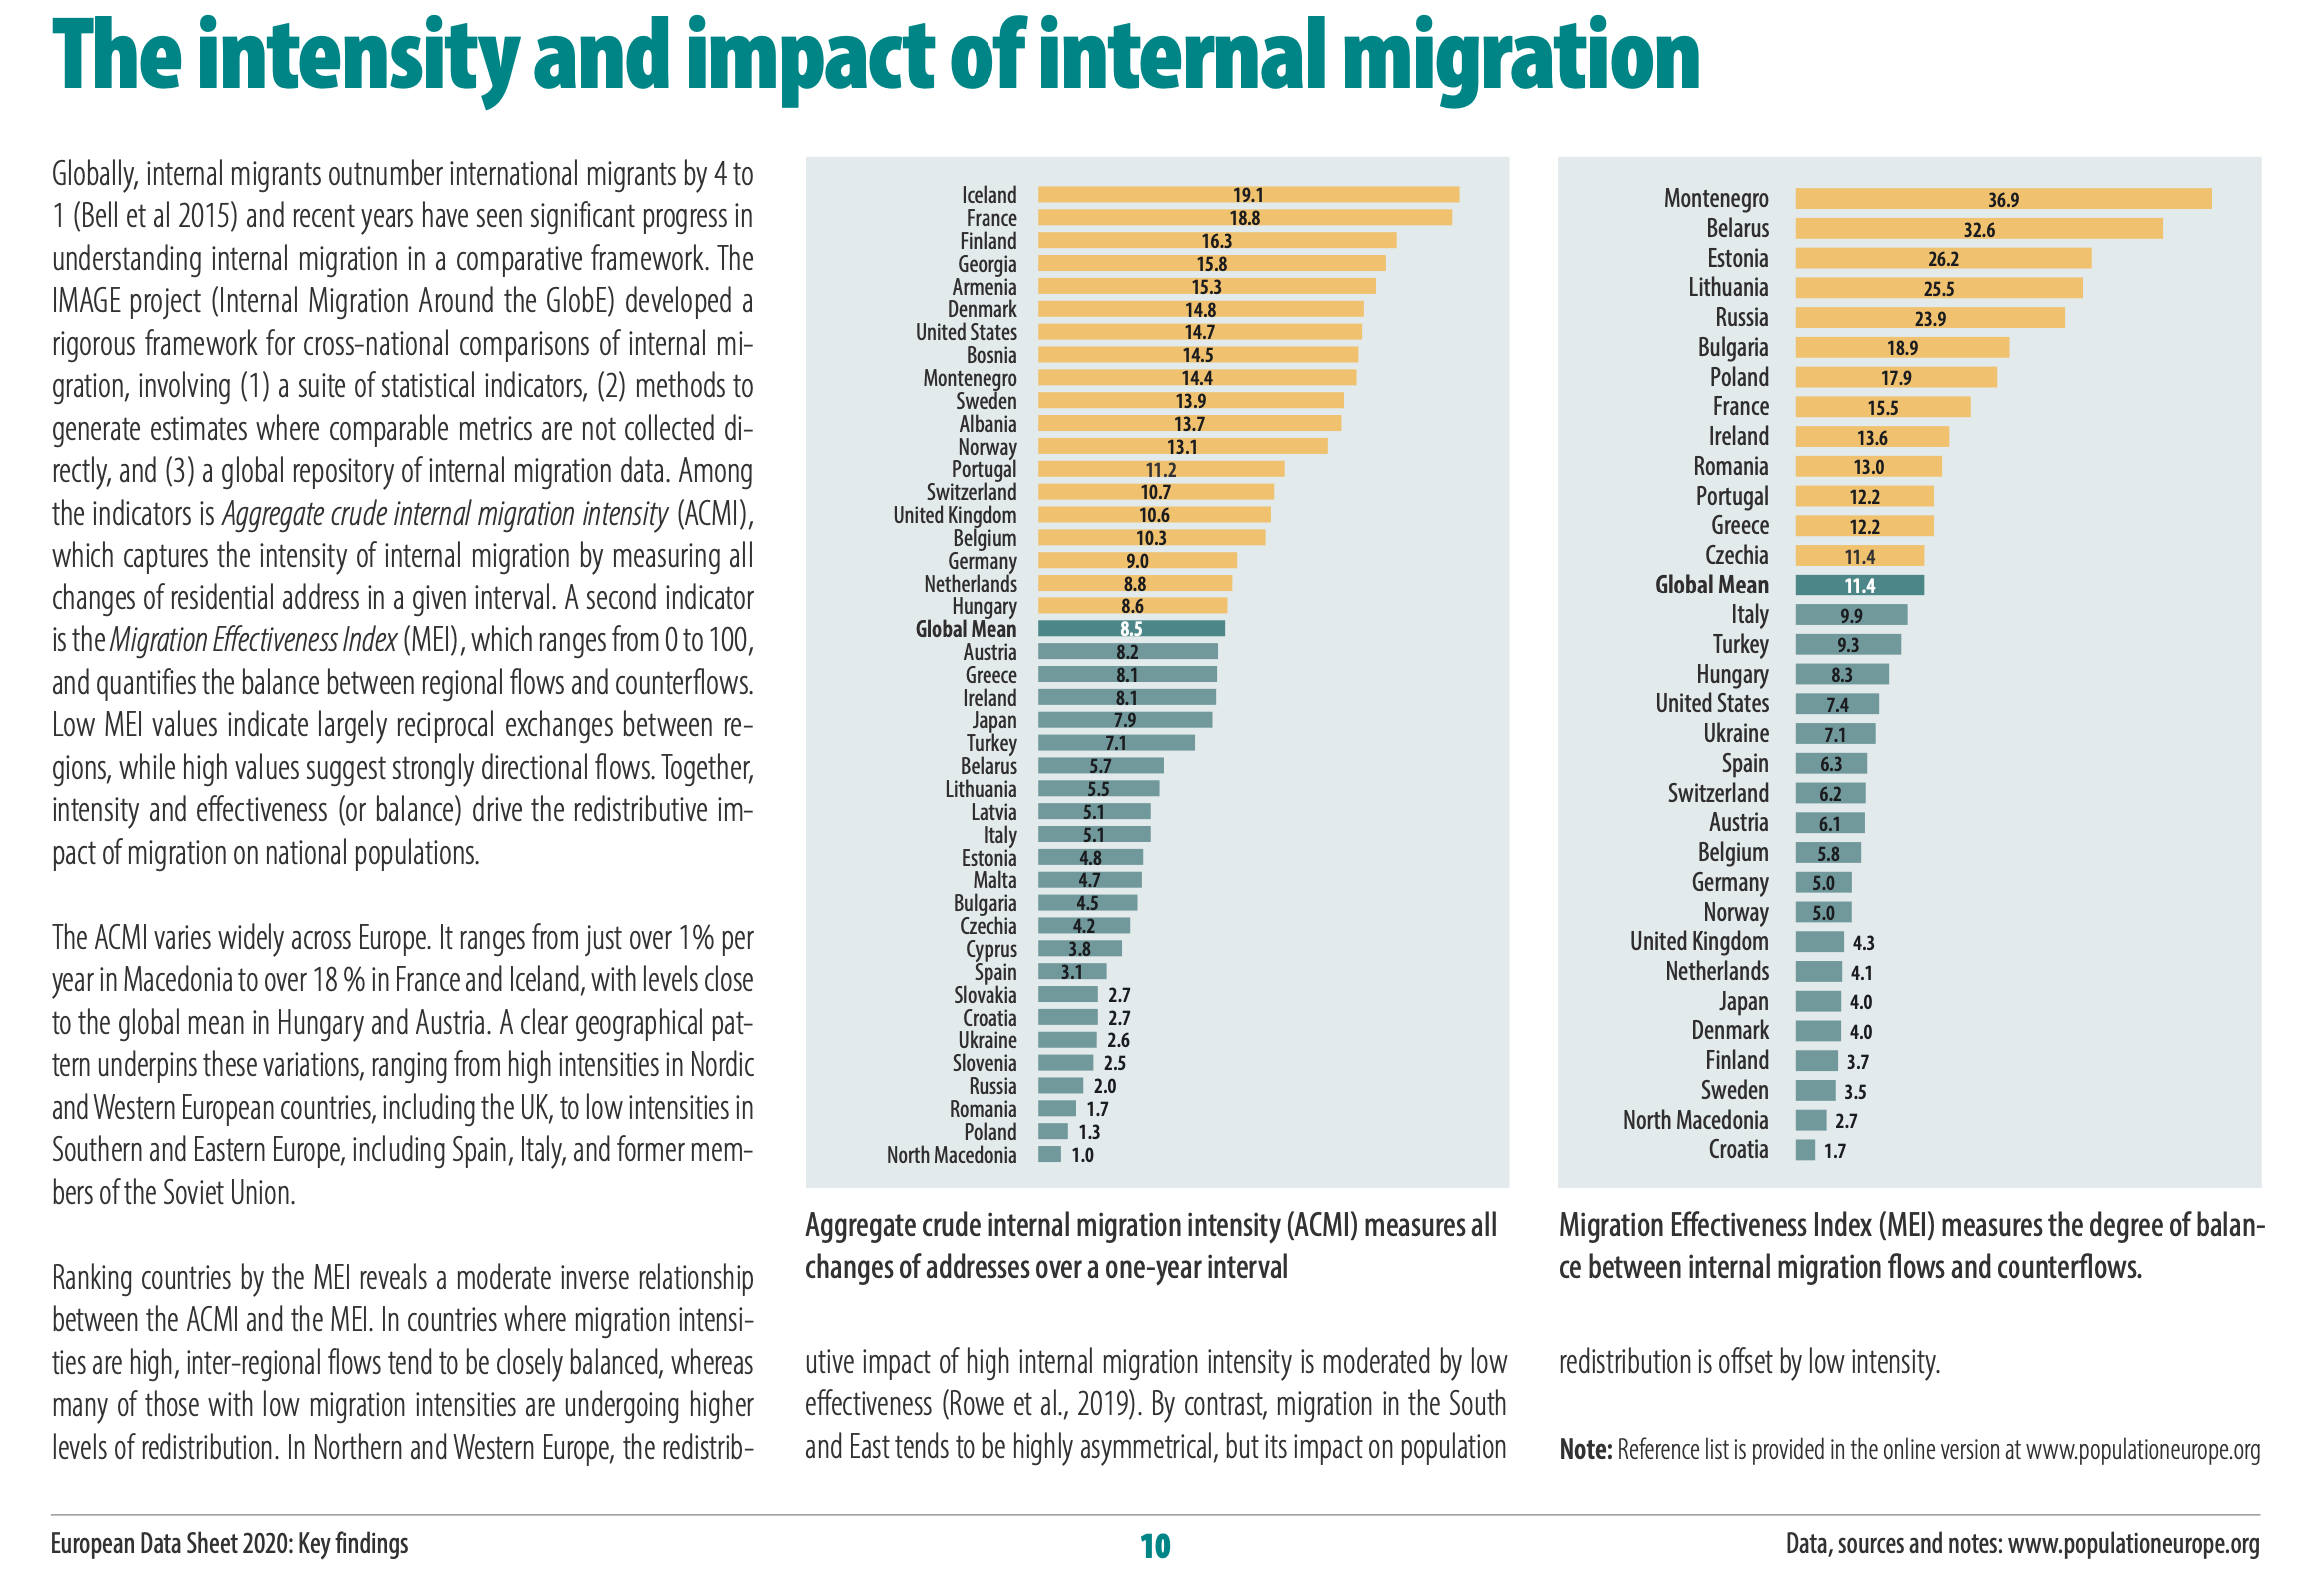 The intensity and impact of internal migration
Globally, internal migrants outnumber international migrants by 4 to
1 (Bell et al 2015) and recent years have seen significant progress in
understanding internal migration in a comparative framework. The
IMAGE project (Internal Migration Around the GlobE) developed a
rigorous framework for cross-national comparisons of internal mi-
gration, involving (1) a suite of statistical indicators, (2) methods to
generate estimates where comparable metrics are not collected di-
rectly, and (3) a global repository of internal migration data. Among
the indicators is Aggregate crude internal migration intensity (ACMI),
which captures the intensity of internal migration by measuring all
changes of residential address in a given interval. A second indicator
is the Migration Effectiveness Index (MEI), which ranges from 0 to 100,
and quantifies the balance between regional flows and counterflows.
Low MEI values indicate largely reciprocal exchanges between re-
gions, while high values suggest strongly directional flows. Together,
intensity and effectiveness (or balance) drive the redistributive im-
pact of migration on national populations.
The ACMI varies widely across Europe. It ranges from just over 1% per
year in Macedonia to over 18 % in France and Iceland, with levels close
to the global mean in Hungary and Austria. A clear geographical pat-
tern underpins these variations, ranging from high intensities in Nordic
and Western European countries, including the UK, to low intensities in
Southern and Eastern Europe, including Spain, Italy, and former mem-
bers of the Soviet Union.
Ranking countries by the MEI reveals a moderate inverse relationship
between the ACMI and the MEI. In countries where migration intensi-
ties are high, inter-regional flows tend to be closely balanced, whereas
many of those with low migration intensities are undergoing higher
levels of redistribution. In Northern and Western Europe, the redistrib-
Iceland 19.1
France 18.8
Finland 16.3
Georgia 15.8
Armenia 15.3
Denmark 14.8
United States 14.7
Bosnia 14.5
Montenegro 14.4
Sweden 13.9
Albania 13.7
Norway 13.1
Portugal 11.2
Switzerland 10.7
United Kingdom 10.6
Belgium 10.3
Germany 9.0
Netherlands 8.8
Hungary 8.6
Global Mean 8.5
Austria 8.2
Greece 8.1
Ireland 8.1
Japan 7.9
Turkey 7.1
Belarus 5.7
Lithuania 5.5
Latvia 5.1
Italy 5.1
Estonia 4.8
Malta 4.7
Bulgaria 4.5
Czechia 4.2
Cyprus 3.8
Spain 3.1
Slovakia 2.7
Croatia 2.7
Ukraine 2.6
Slovenia 2.5
Russia 2.0
Romania 1.7
Poland 1.3
North Macedonia 1.0
Aggregate crude internal migration intensity (ACMI) measures all
changes of addresses over a one-year interval
utive impact of high internal migration intensity is moderated by low
effectiveness (Rowe et al., 2019). By contrast, migration in the South
and East tends to be highly asymmetrical, but its impact on population
Montenegro 36.9
Belarus 32.6
Estonia 26.2
Lithuania 25.5
Russia 23.9
Bulgaria 18.9
Poland 17.9
France 15.5
Ireland 13.6
Romania 13.0
Portugal 12.2
Greece 12.2
Czechia 11.4
Global Mean 11.4
Italy 9.9
Turkey 9.3
Hungary 8.3
United States 7.4
Ukraine 7.1
Spain 6.3
Switzerland 6.2
Austria 6.1
Belgium 5.8
Germany 5.0
Norway 5.0
United Kingdom 4.3
Netherlands 4.1
Japan 4.0
Denmark 4.0
Finland 3.7
Sweden 3.5
North Macedonia 2.7
Croatia 1.7
Migration Effectiveness Index (MEI) measures the degree of balan-
ce between internal migration flows and counterflows.
redistribution is offset by low intensity.
Note: Reference list is provided in the online version at www.populationeurope.org
European Data Sheet 2020: Key findings
10
Data, sources and notes: www.populationeurope.org